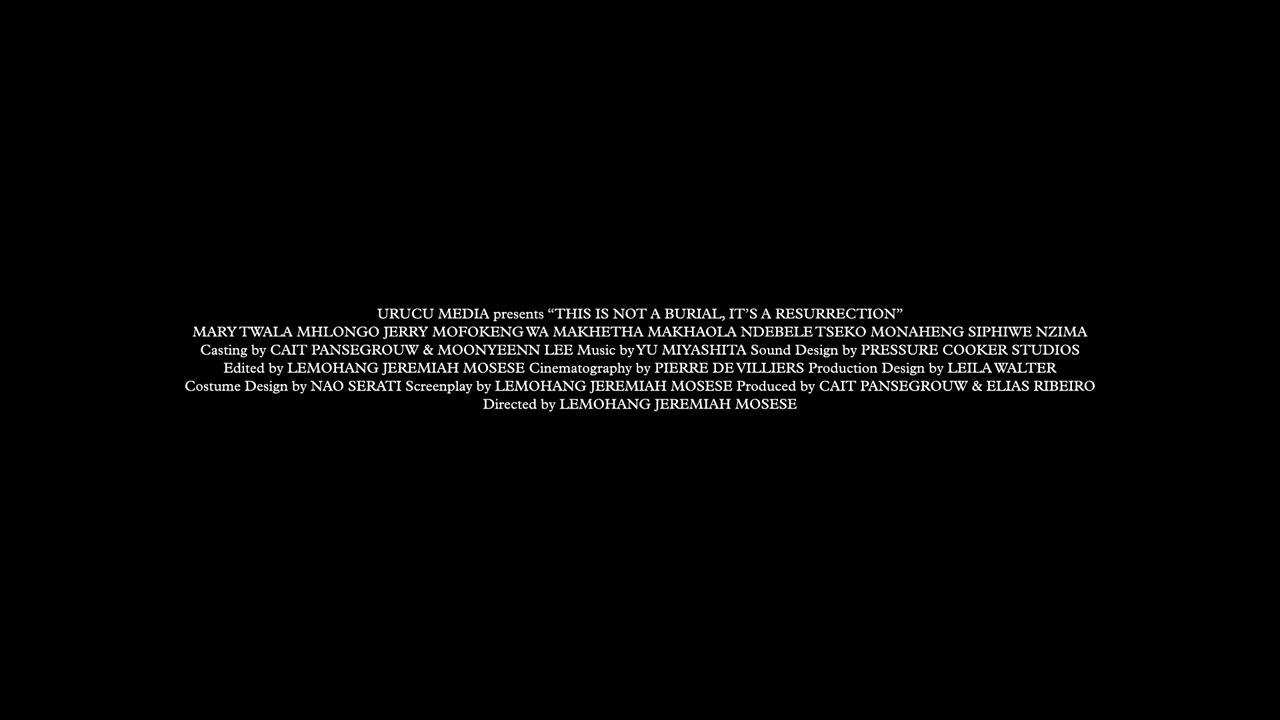 URUCU MEDIA presents “THIS IS NOT A BURIAL, IT’S A RESURRECTION”
MARY TWALA MHLONGO JERRY MOFOKENG WA MAKHETHA MAKHAOLA NDEBELE TSEKO MONAHENG SIPHIWE NZIMA
Casting by CAIT PANSEGROUW & MOONYEENN LEE Music by YU MIYASHITA Sound Design by PRESSURE COOKER STUDIOS
Edited by LEMOHANG JEREMIAH MOSESE Cinematography by PIERRE DE VILLIERS Production Design by LEILA WALTER
Costume Design by NAO SERATI Screenplay by LEMOHANG JEREMIAH MOSESE Produced by CAIT PANSEGROUW & ELIAS RIBEIRO
Directed by LEMOHANG JEREMIAH MOSESE